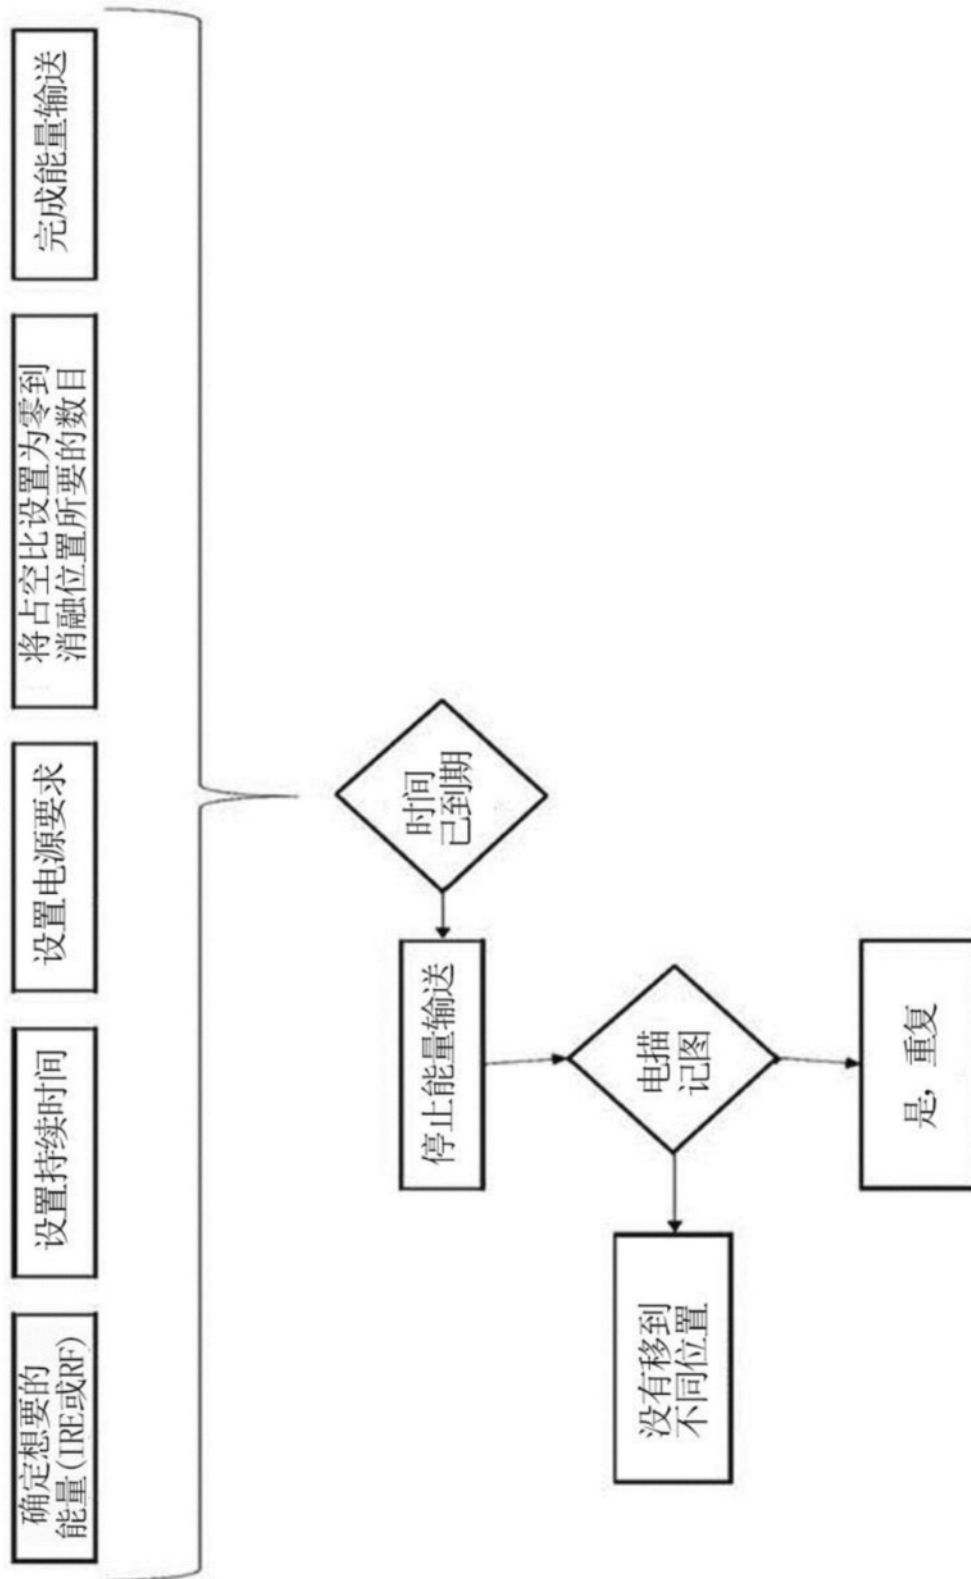 确定想要的
能量(IRE或RF)
设置持续时间
设置电源要求
将占空比设置为零到
消融位置所要的数目
完成能量输送
时间
已到期
停止能量输送
电描
记图
没有移到
不同位置
是，重复